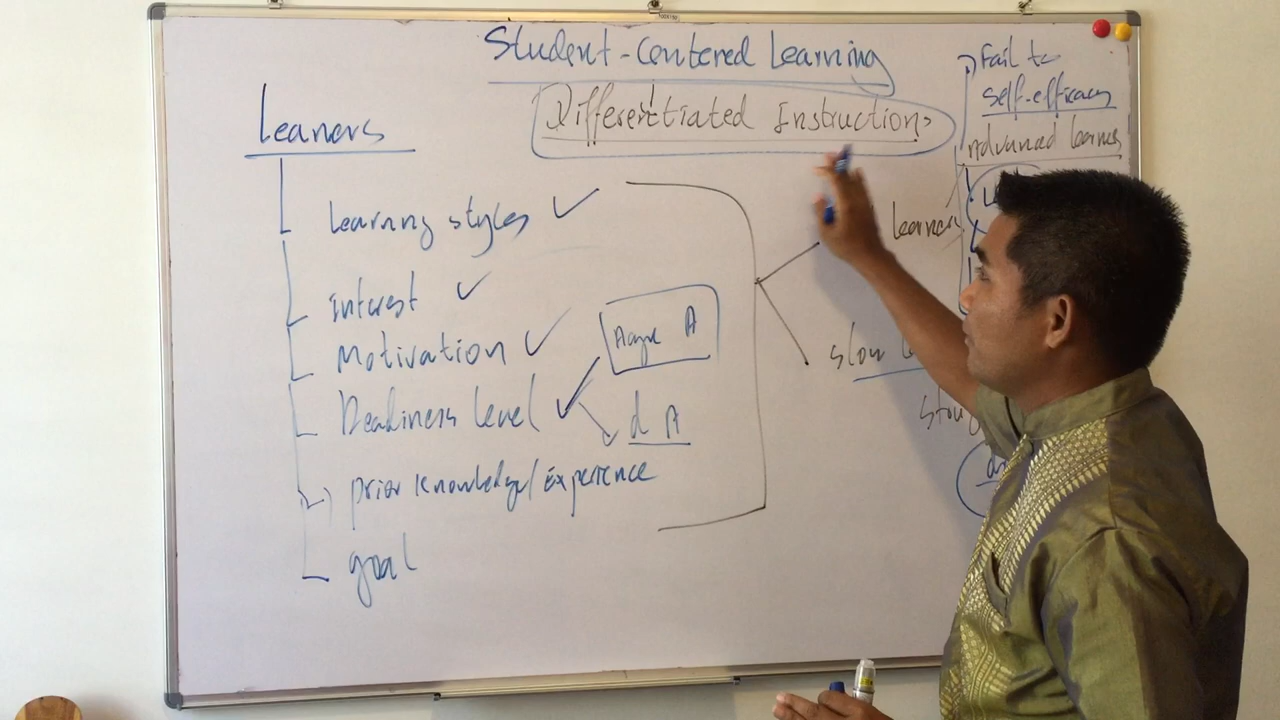 Student-Centered Learning
Differentiated Instructions
Fail to
self-efficacy
Advanced learners
Leaners
Learning styles
Interest
Motivation
Readiness level
A
d A
prior knowledge/experience
goal
learners
slow